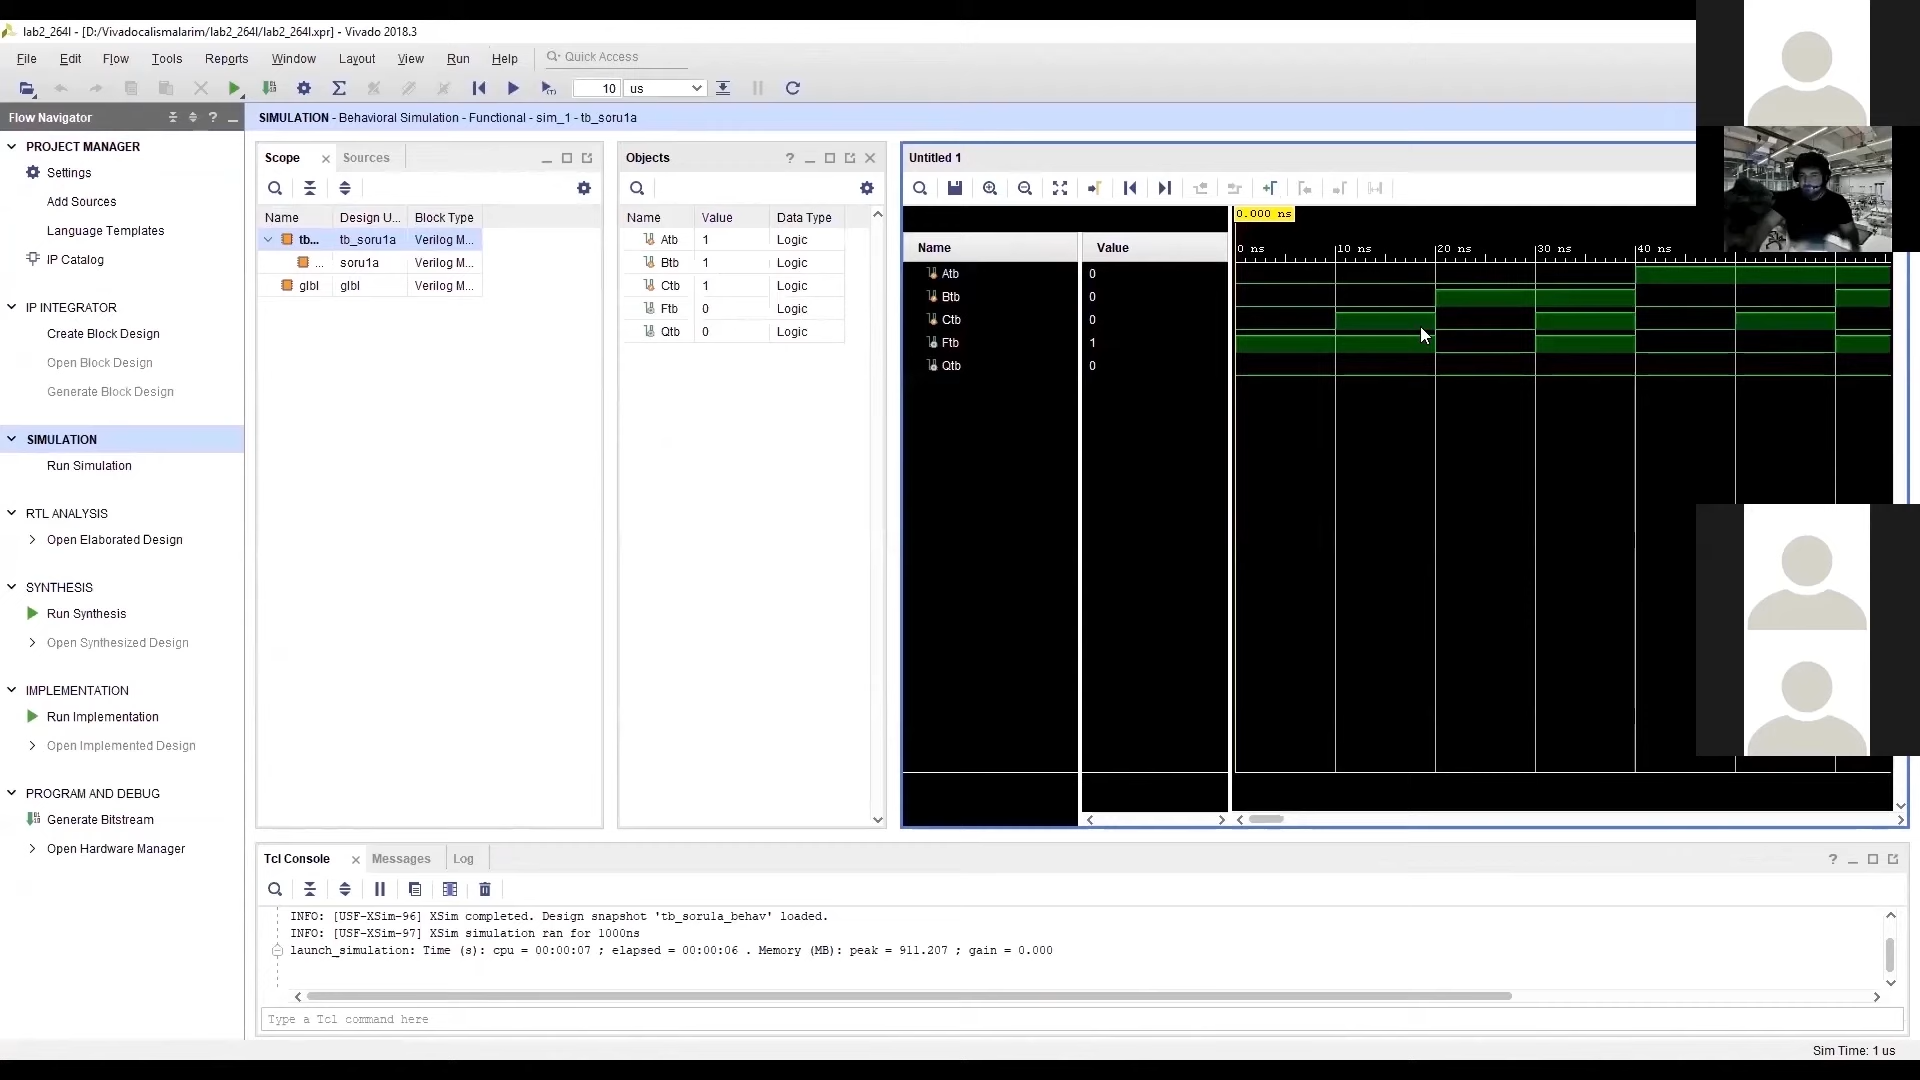 lab2_264l - [D:/Vivadocalismalarim/lab2_264l/lab2_264l.xpr] - Vivado 2018.3
File Edit Flow Tools Reports Window Layout View Run Help Quick Access
10 us
Flow Navigator
SIMULATION - Behavioral Simulation - Functional - sim_1 - tb_soru1a
PROJECT MANAGER
Settings
Add Sources
Language Templates
IP Catalog
IP INTEGRATOR
Create Block Design
Open Block Design
Generate Block Design
SIMULATION
Run Simulation
RTL ANALYSIS
Open Elaborated Design
SYNTHESIS
Run Synthesis
Open Synthesized Design
IMPLEMENTATION
Run Implementation
Open Implemented Design
PROGRAM AND DEBUG
Generate Bitstream
Open Hardware Manager
Scope Sources
Name Design U... Block Type
tb... tb_soru1a Verilog M...
... soru1a Verilog M...
glbl glbl Verilog M...
Objects
Name Value Data Type
Atb 1 Logic
Btb 1 Logic
Ctb 1 Logic
Ftb 0 Logic
Qtb 0 Logic
Untitled 1
0.000 ns
Name Value
0 ns 10 ns 20 ns 30 ns 40 ns
Atb 0
Btb 0
Ctb 0
Ftb 1
Qtb 0
Tcl Console Messages Log
INFO: [USF-XSim-96] XSim completed. Design snapshot 'tb_soru1a_behav' loaded.
INFO: [USF-XSim-97] XSim simulation ran for 1000ns
launch_simulation: Time (s): cpu = 00:00:07 ; elapsed = 00:00:06 . Memory (MB): peak = 911.207 ; gain = 0.000
Type a Tcl command here
Sim Time: 1 us